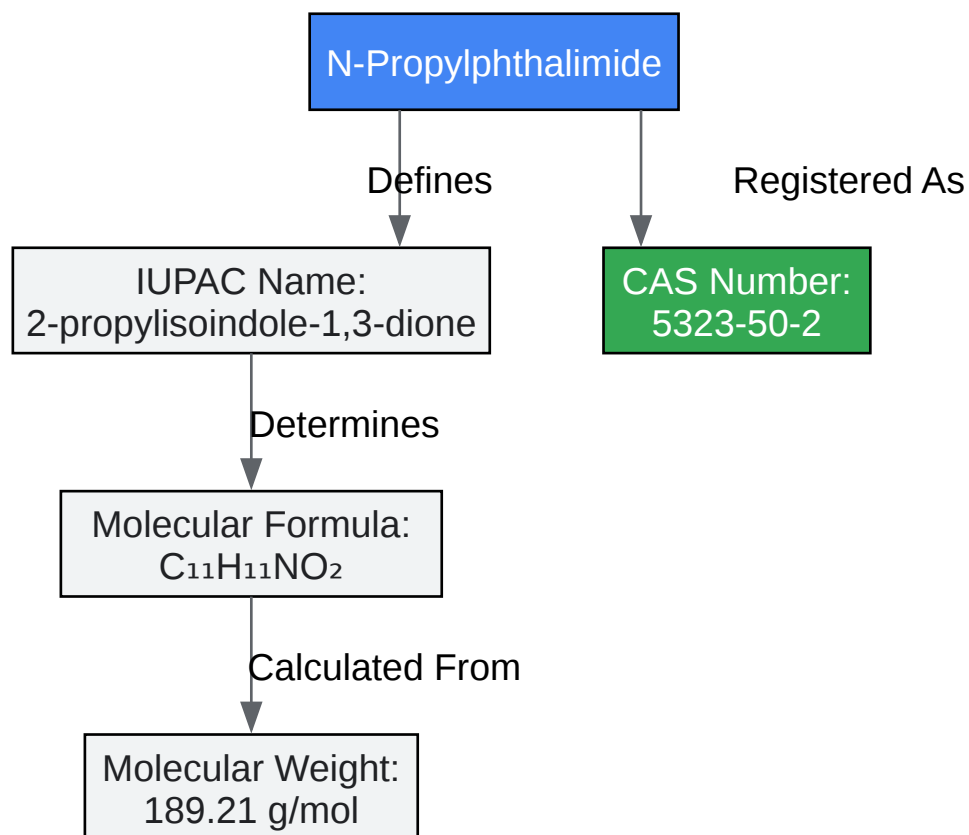 N-Propylphthalimide
Defines
Registered As
IUPAC Name:
2-propylisoindole-1,3-dione
CAS Number:
5323-50-2
Determines
Molecular Formula:
C₁₁H₁₁NO₂
Calculated From
Molecular Weight:
189.21 g/mol